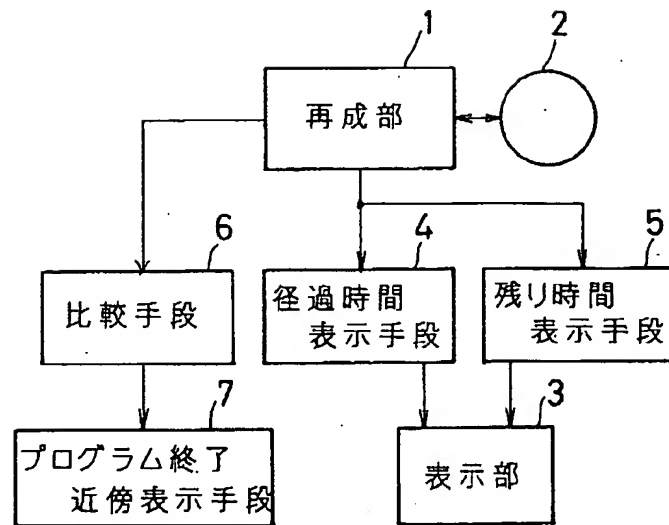 1
2
再成部
6
4
5
比較手段
径過時間
表示手段
残り時間
表示手段
7
3
プログラム終了
近傍表示手段
表示部